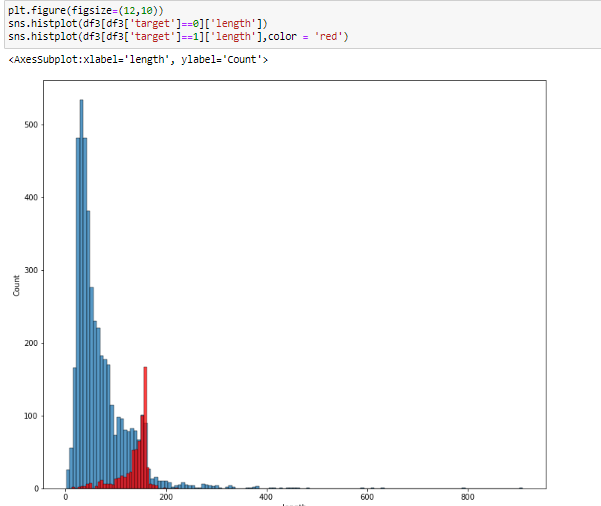 plt.figure(figsize=(12,10))
sns.histplot(df3[df3['target']==0]['length'])
sns.histplot(df3[df3['target']==1]['length'],color = 'red')
<AxesSubplot:xlabel='length', ylabel='Count'>
500
400
300
200
100
0
Count
0 200 400 600 800